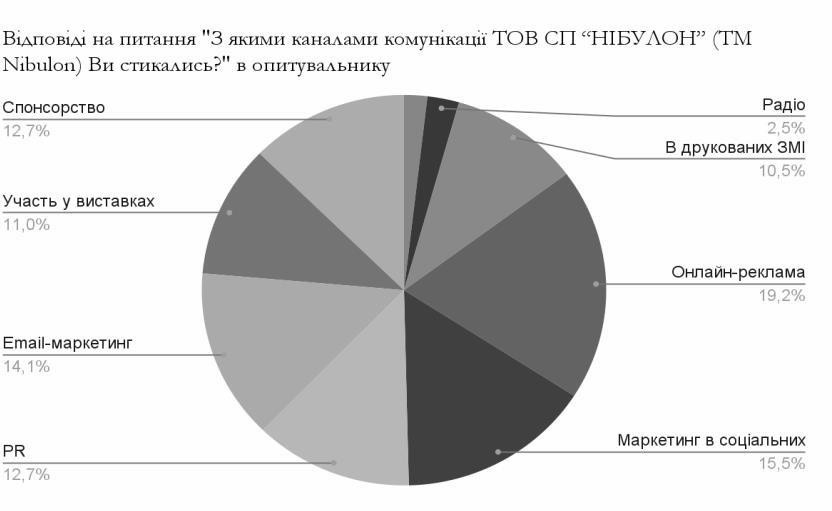 Відповіді на питання "З якими каналами комунікації ТОВ СП “НІБУЛОН” (ТМ
Nibulon) Ви стикались?" в опитувальнику
Спонсорство
12,7%
Участь у виставках
11,0%
Email-маркетинг
14,1%
PR
12,7%
Радіо
2,5%
В друкованих ЗМІ
10,5%
Онлайн-реклама
19,2%
Маркетинг в соціальних
15,5%